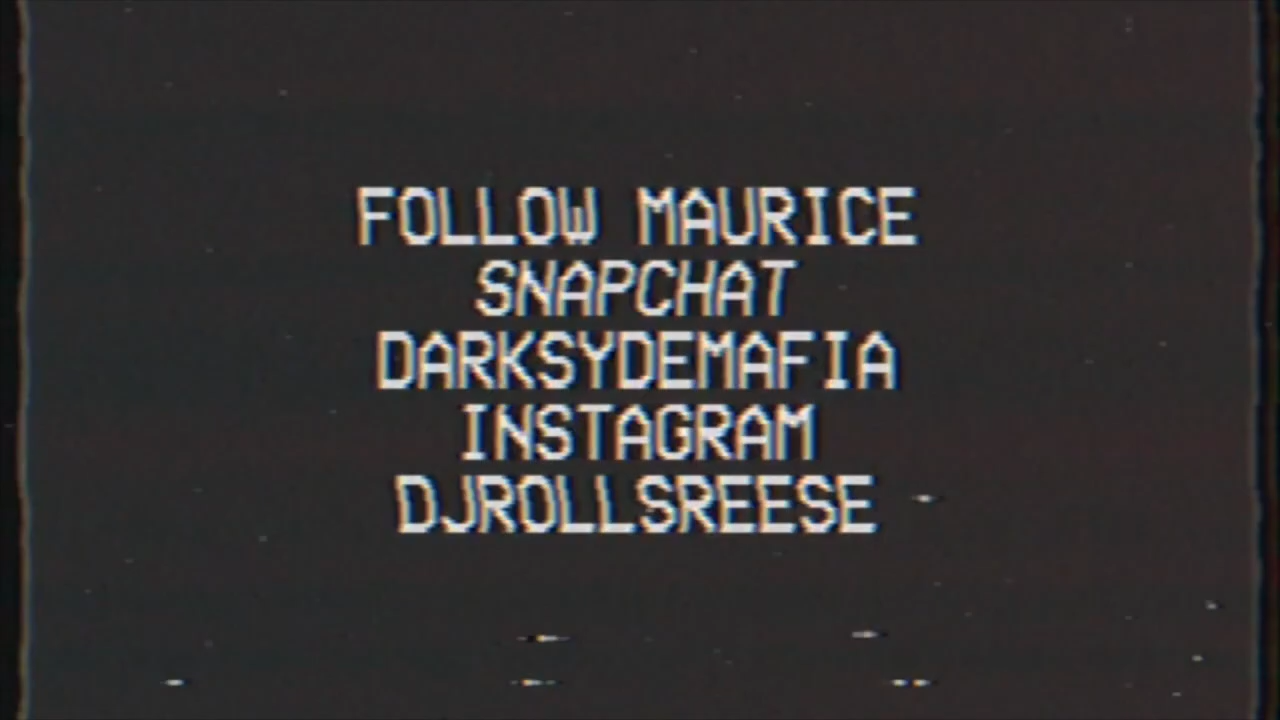 FOLLOW MAURICE
SNAPCHAT
DARKSYDEMAFIA
INSTAGRAM
DJROLLSREESE